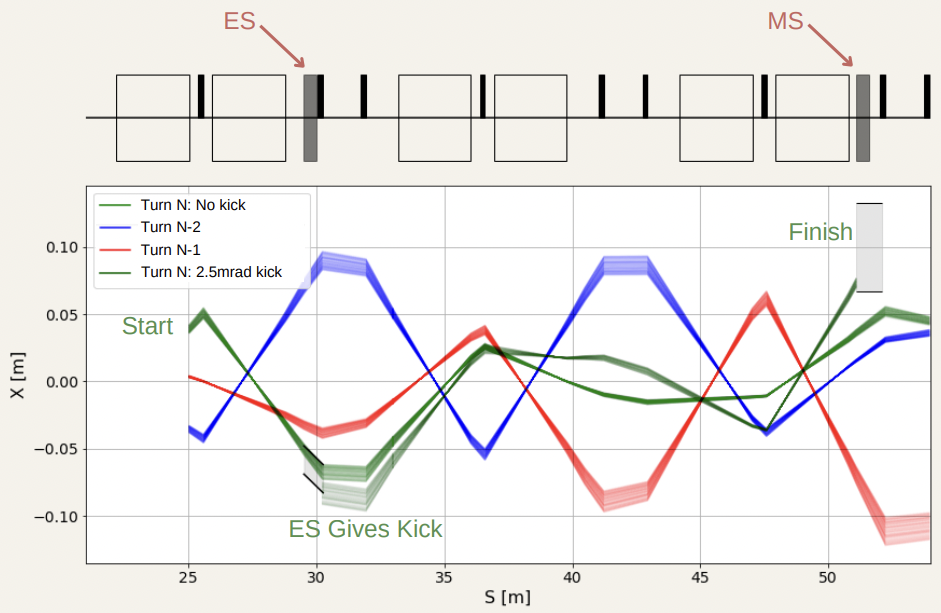 ES
MS
Turn N: No kick
Turn N-2
Turn N-1
Turn N: 2.5mrad kick
Finish
Start
ES Gives Kick
X [m]
0.10
0.05
0.00
−0.05
−0.10
25 30 35 40 45 50
S [m]